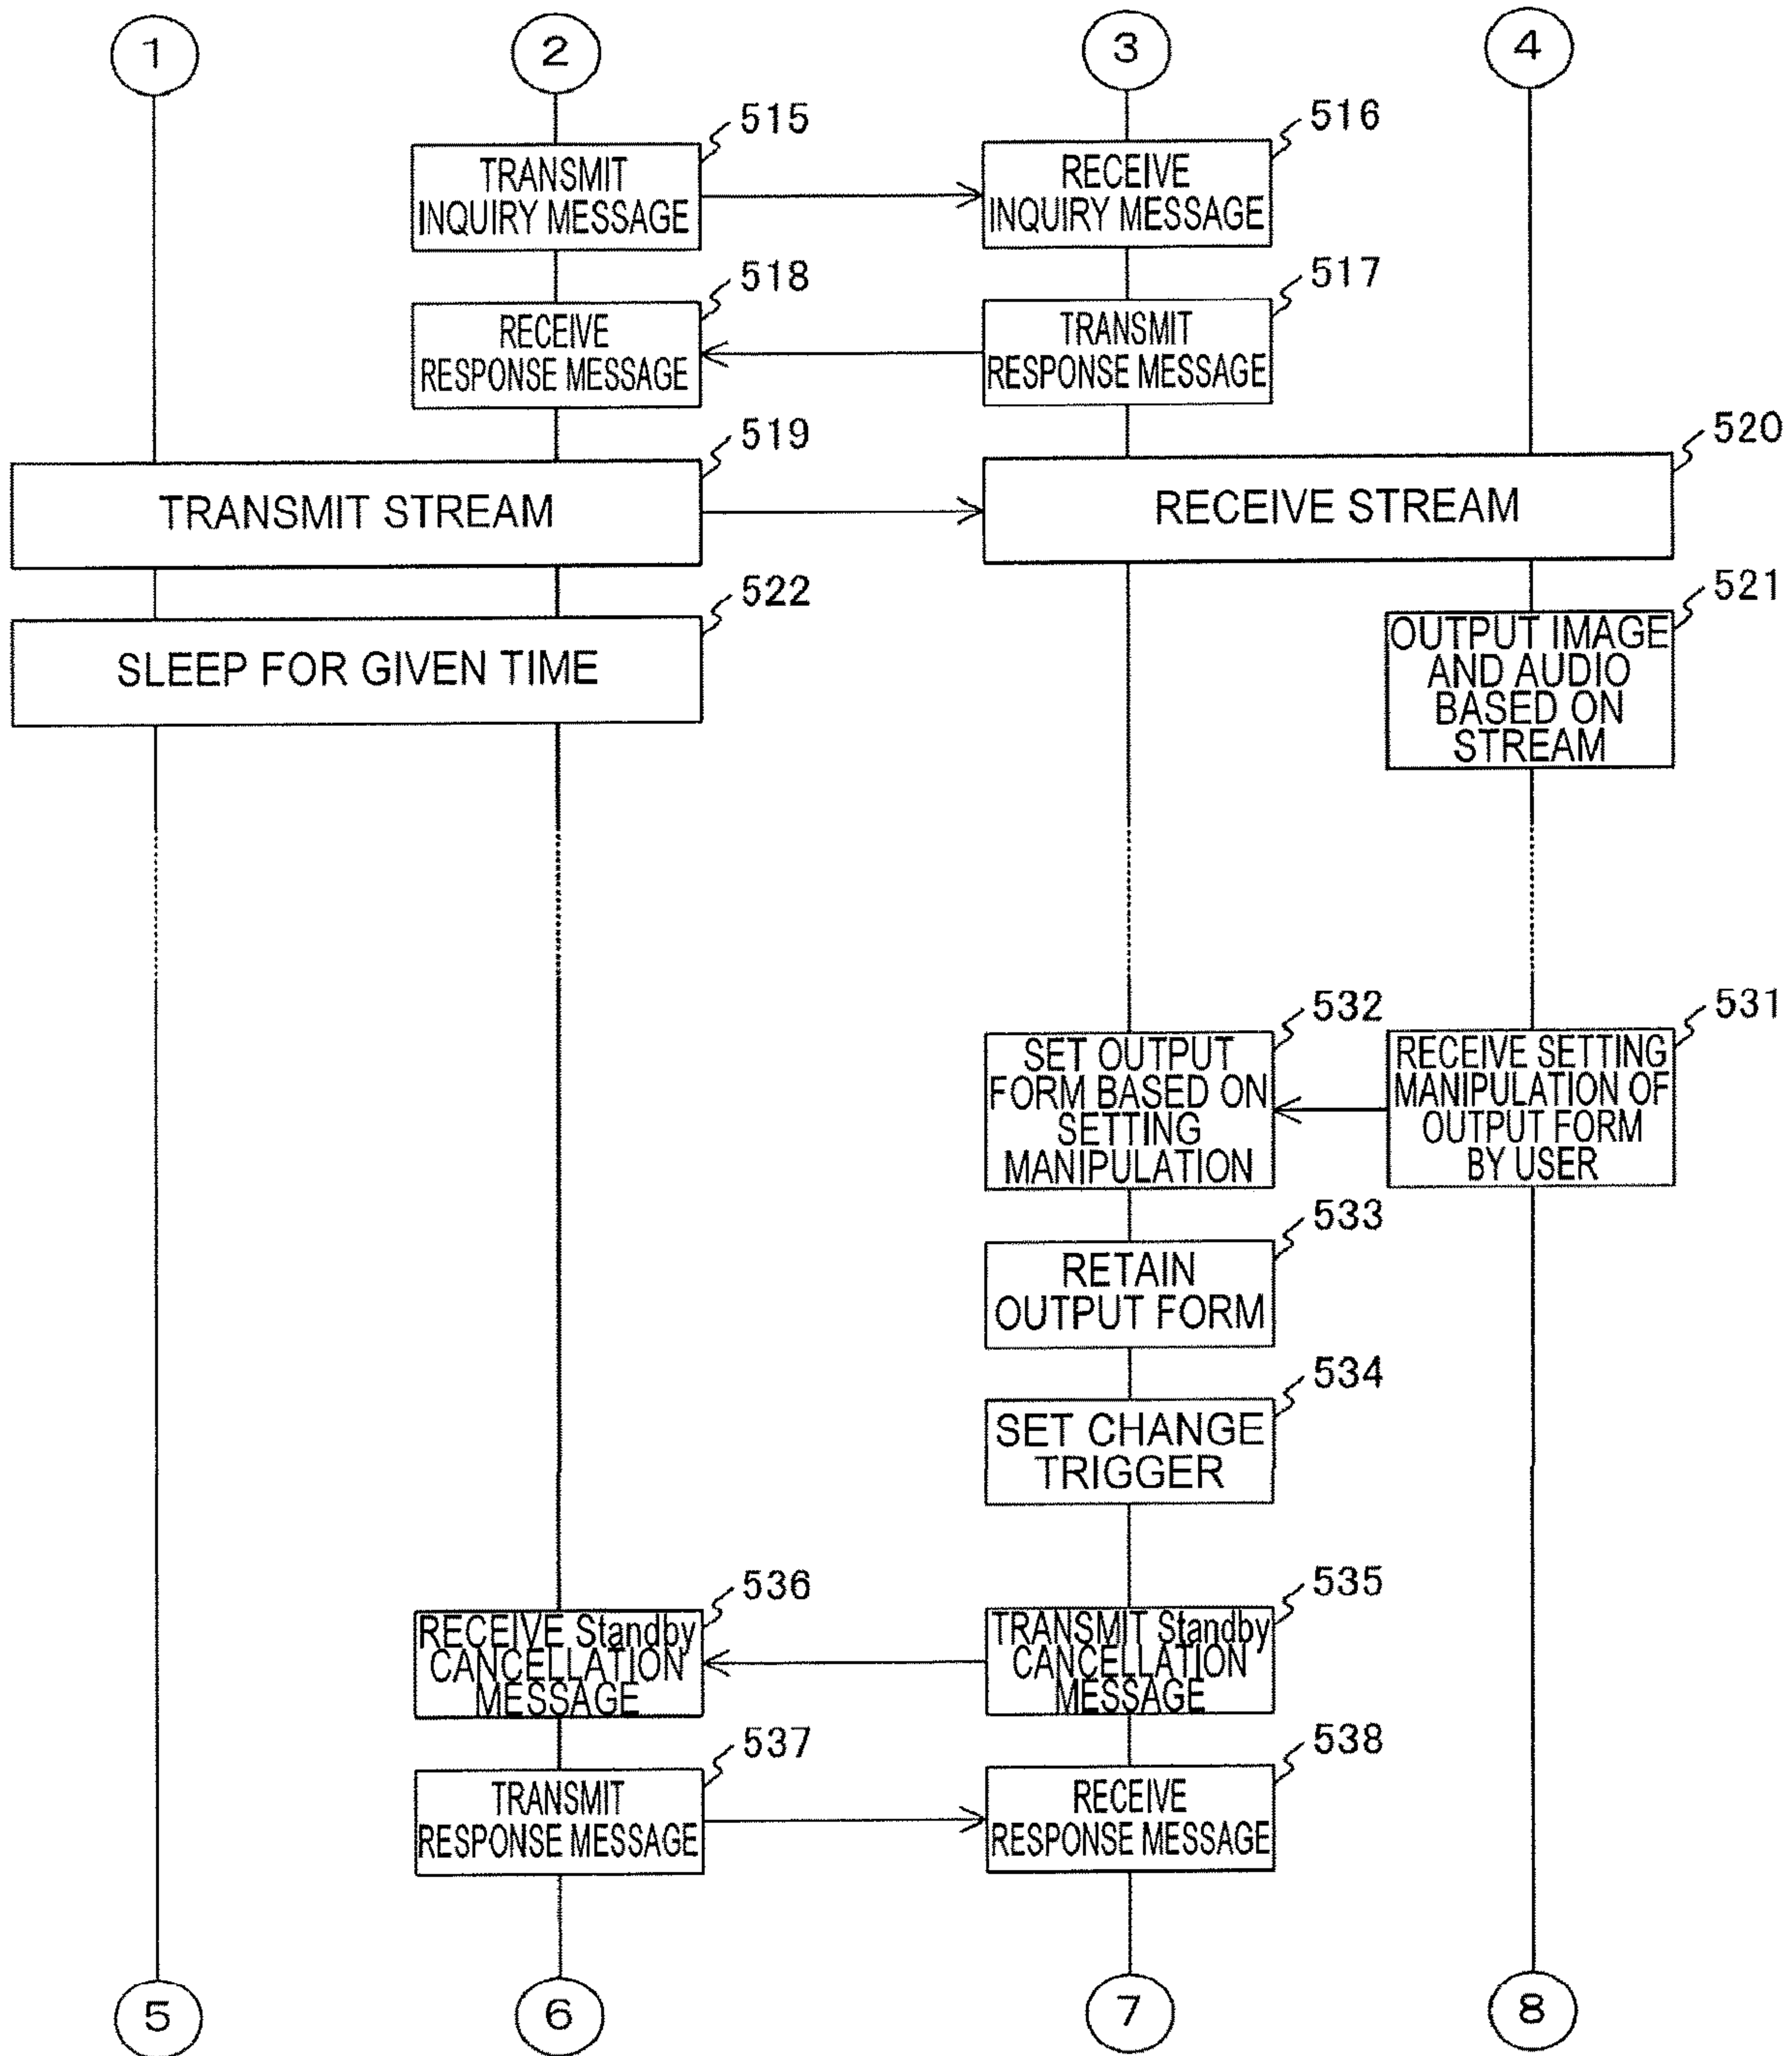 1
2
3
4
515
TRANSMIT
INQUIRY MESSAGE
516
RECEIVE
INQUIRY MESSAGE
518
RECEIVE
RESPONSE MESSAGE
517
TRANSMIT
RESPONSE MESSAGE
519
TRANSMIT STREAM
520
RECEIVE STREAM
522
SLEEP FOR GIVEN TIME
521
OUTPUT IMAGE
AND AUDIO
BASED ON
STREAM
532
SET OUTPUT
FORM BASED ON
SETTING
MANIPULATION
531
RECEIVE SETTING
MANIPULATION OF
OUTPUT FORM
BY USER
533
RETAIN
OUTPUT FORM
534
SET CHANGE
TRIGGER
536
RECEIVE Standby
CANCELLATION
MESSAGE
535
TRANSMIT Standby
CANCELLATION
MESSAGE
537
TRANSMIT
RESPONSE MESSAGE
538
RECEIVE
RESPONSE MESSAGE
5
6
7
8